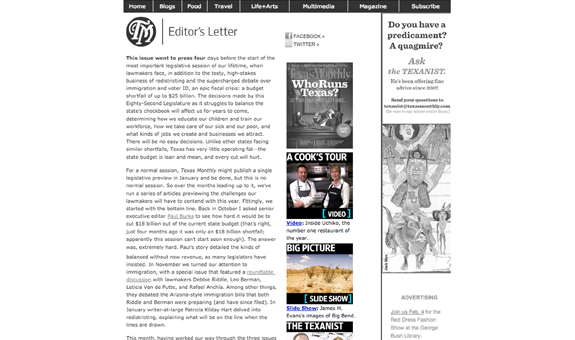 Home Blogs Food Travel Life+Arts Multimedia Magazine Subscribe
TM Editor's Letter
This issue went to press four days before the start of the
most important legislative session of our lifetime, when
lawmakers face, in addition to the testy, high-stakes
business of redistricting and the supercharged debate over
immigration and voter ID, an epic fiscal crisis: a budget
shortfall of up to $25 billion. The decisions made by this
Eighty-Second Legislature as it struggles to balance the
state's checkbook will affect us for years to come,
determining how we educate our children and train our
workforce, how we take care of our sick and our poor, and
what kinds of jobs we create and businesses we attract.
There will be no easy decisions. Unlike other states facing
similar shortfalls, Texas has very little operating fat - the
state budget is lean and mean, and every cut will hurt.
For a normal session, Texas Monthly might publish a single
legislative preview in January and be done, but this is no
normal session. So over the months leading up to it, we've
run a series of articles previewing the challenges our
lawmakers will have to contend with this year. Fittingly, we
started with the bottom line. Back in October I asked senior
executive editor Paul Burka to see how hard it would be to
cut $18 billion out of the current state budget (that's right,
just four months ago it was only an $18 billion shortfall;
apparently this session can't start soon enough). The answer
was, extremely hard. Paul's story detailed the kinds of
balanced without new revenue, as many legislators have
insisted. In November we turned our attention to
immigration, with a special issue that featured a roundtable
discussion with lawmakers Debbie Riddle, Leo Berman,
Leticia Van de Putte, and Rafael Anchía. Among other things,
they debated the Arizona-style immigration bills that both
Riddle and Berman were preparing (and have since filed). In
January writer-at-large Patricia Kilday Hart delved into
redistricting, explaining what will be on the line when the
lines are drawn.
This month, having worked our way through the three issues
FACEBOOK »
TWITTER »
Texas Monthly
Who Runs
Texas?
A COOK'S TOUR
[ VIDEO ]
Video: Inside Uchiko, the
number one restaurant of
the year.
BIG PICTURE
[ SLIDE SHOW ]
Slide Show: James H.
Evans's images of Big Bend.
THE TEXANIST
Do you have a
predicament?
A quagmire?
Ask
the TEXANIST.
He's been offering fine
advice since 2007.
Send your questions to
texanist@texasmonthly.com
ADVERTISING
Join us Feb. 4 for the
Red Dress Fashion
Show at the George
Bush Library.